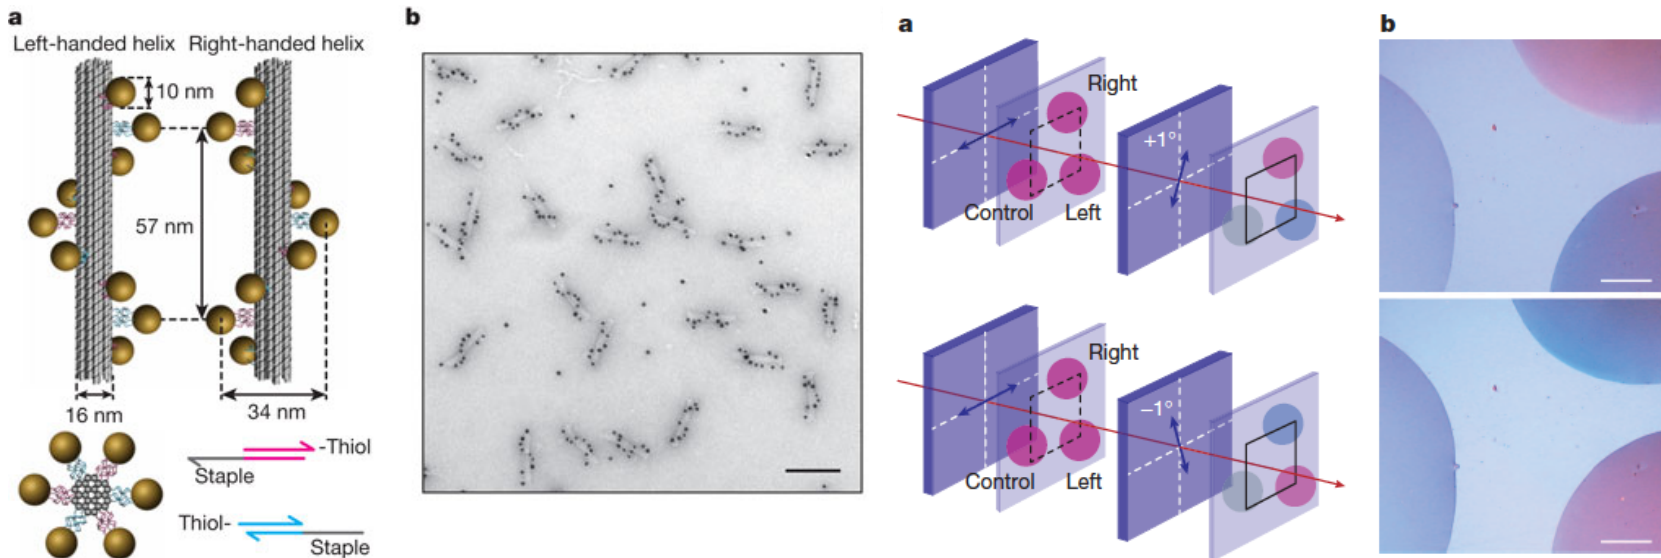 a
Left-handed helix Right-handed helix
10 nm
57 nm
16 nm
34 nm
-Thiol
Staple
Thiol-
Staple
b
a
Right
+1°
Control Left
Right
−1°
Control Left
b